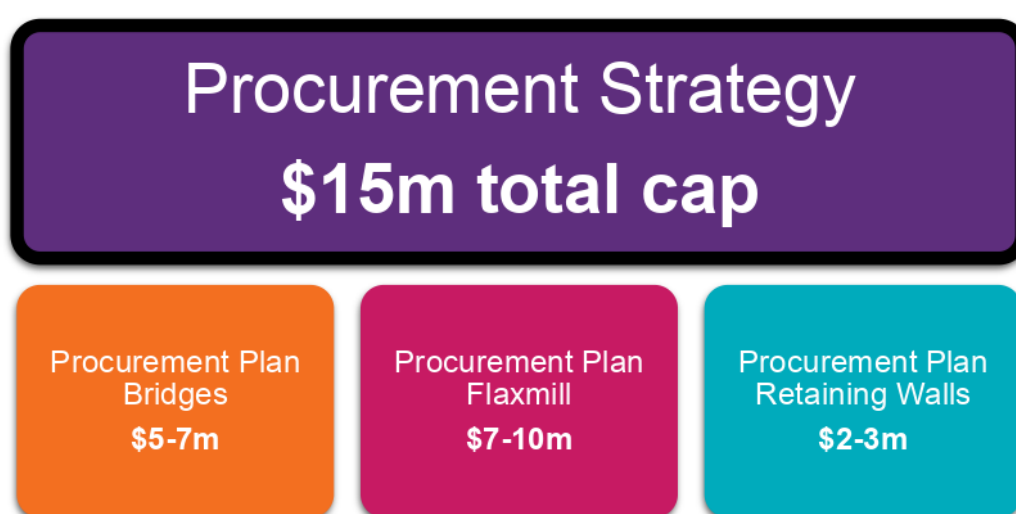 Procurement Strategy
$15m total cap
Procurement Plan
Bridges
$5-7m
Procurement Plan
Flaxmill
$7-10m
Procurement Plan
Retaining Walls
$2-3m